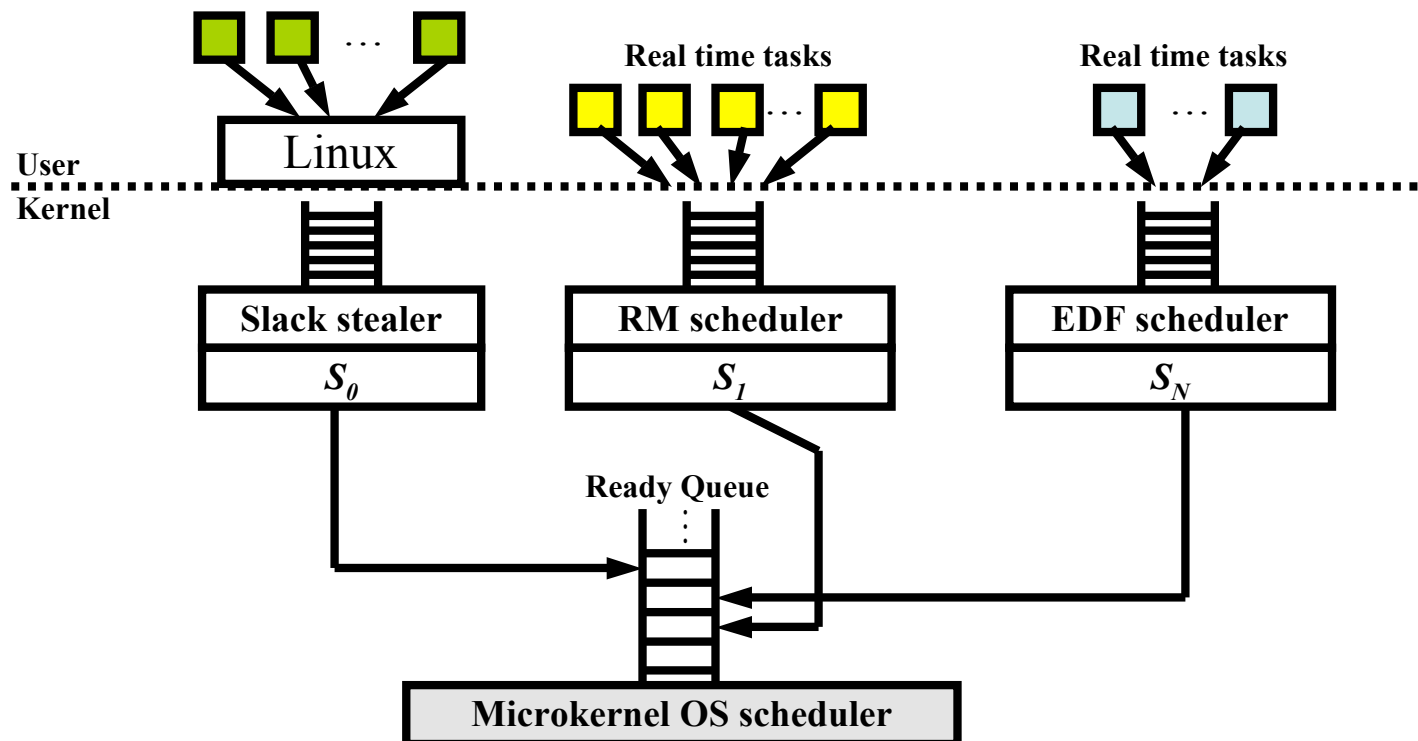 . . .
Real time tasks
Real time tasks
. . .
. . .
Linux
User
Kernel
Slack stealer
RM scheduler
EDF scheduler
S0
S1
SN
Ready Queue
Microkernel OS scheduler